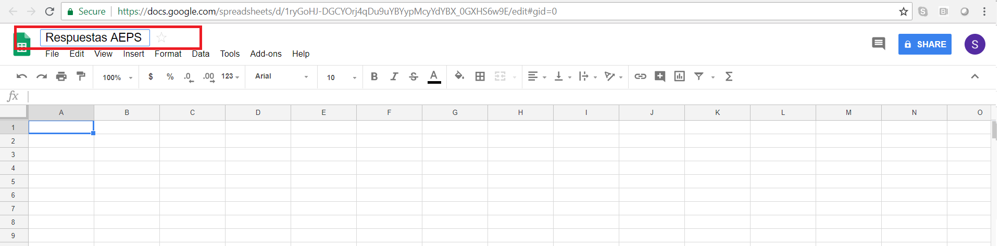 Secure https://docs.google.com/spreadsheets/d/1ryGoHJ-DGCYOrj4qDu9uYBYypMcyYdYBX_0GXHS6w9E/edit#gid=0
Respuestas AEPS
File Edit View Insert Format Data Tools Add-ons Help
SHARE S
100% $ % .0 .00 123 Arial 10 B I S A Σ
fx
A B C D E F G H I J K L M N O
1
2
3
4
5
6
7
8
9